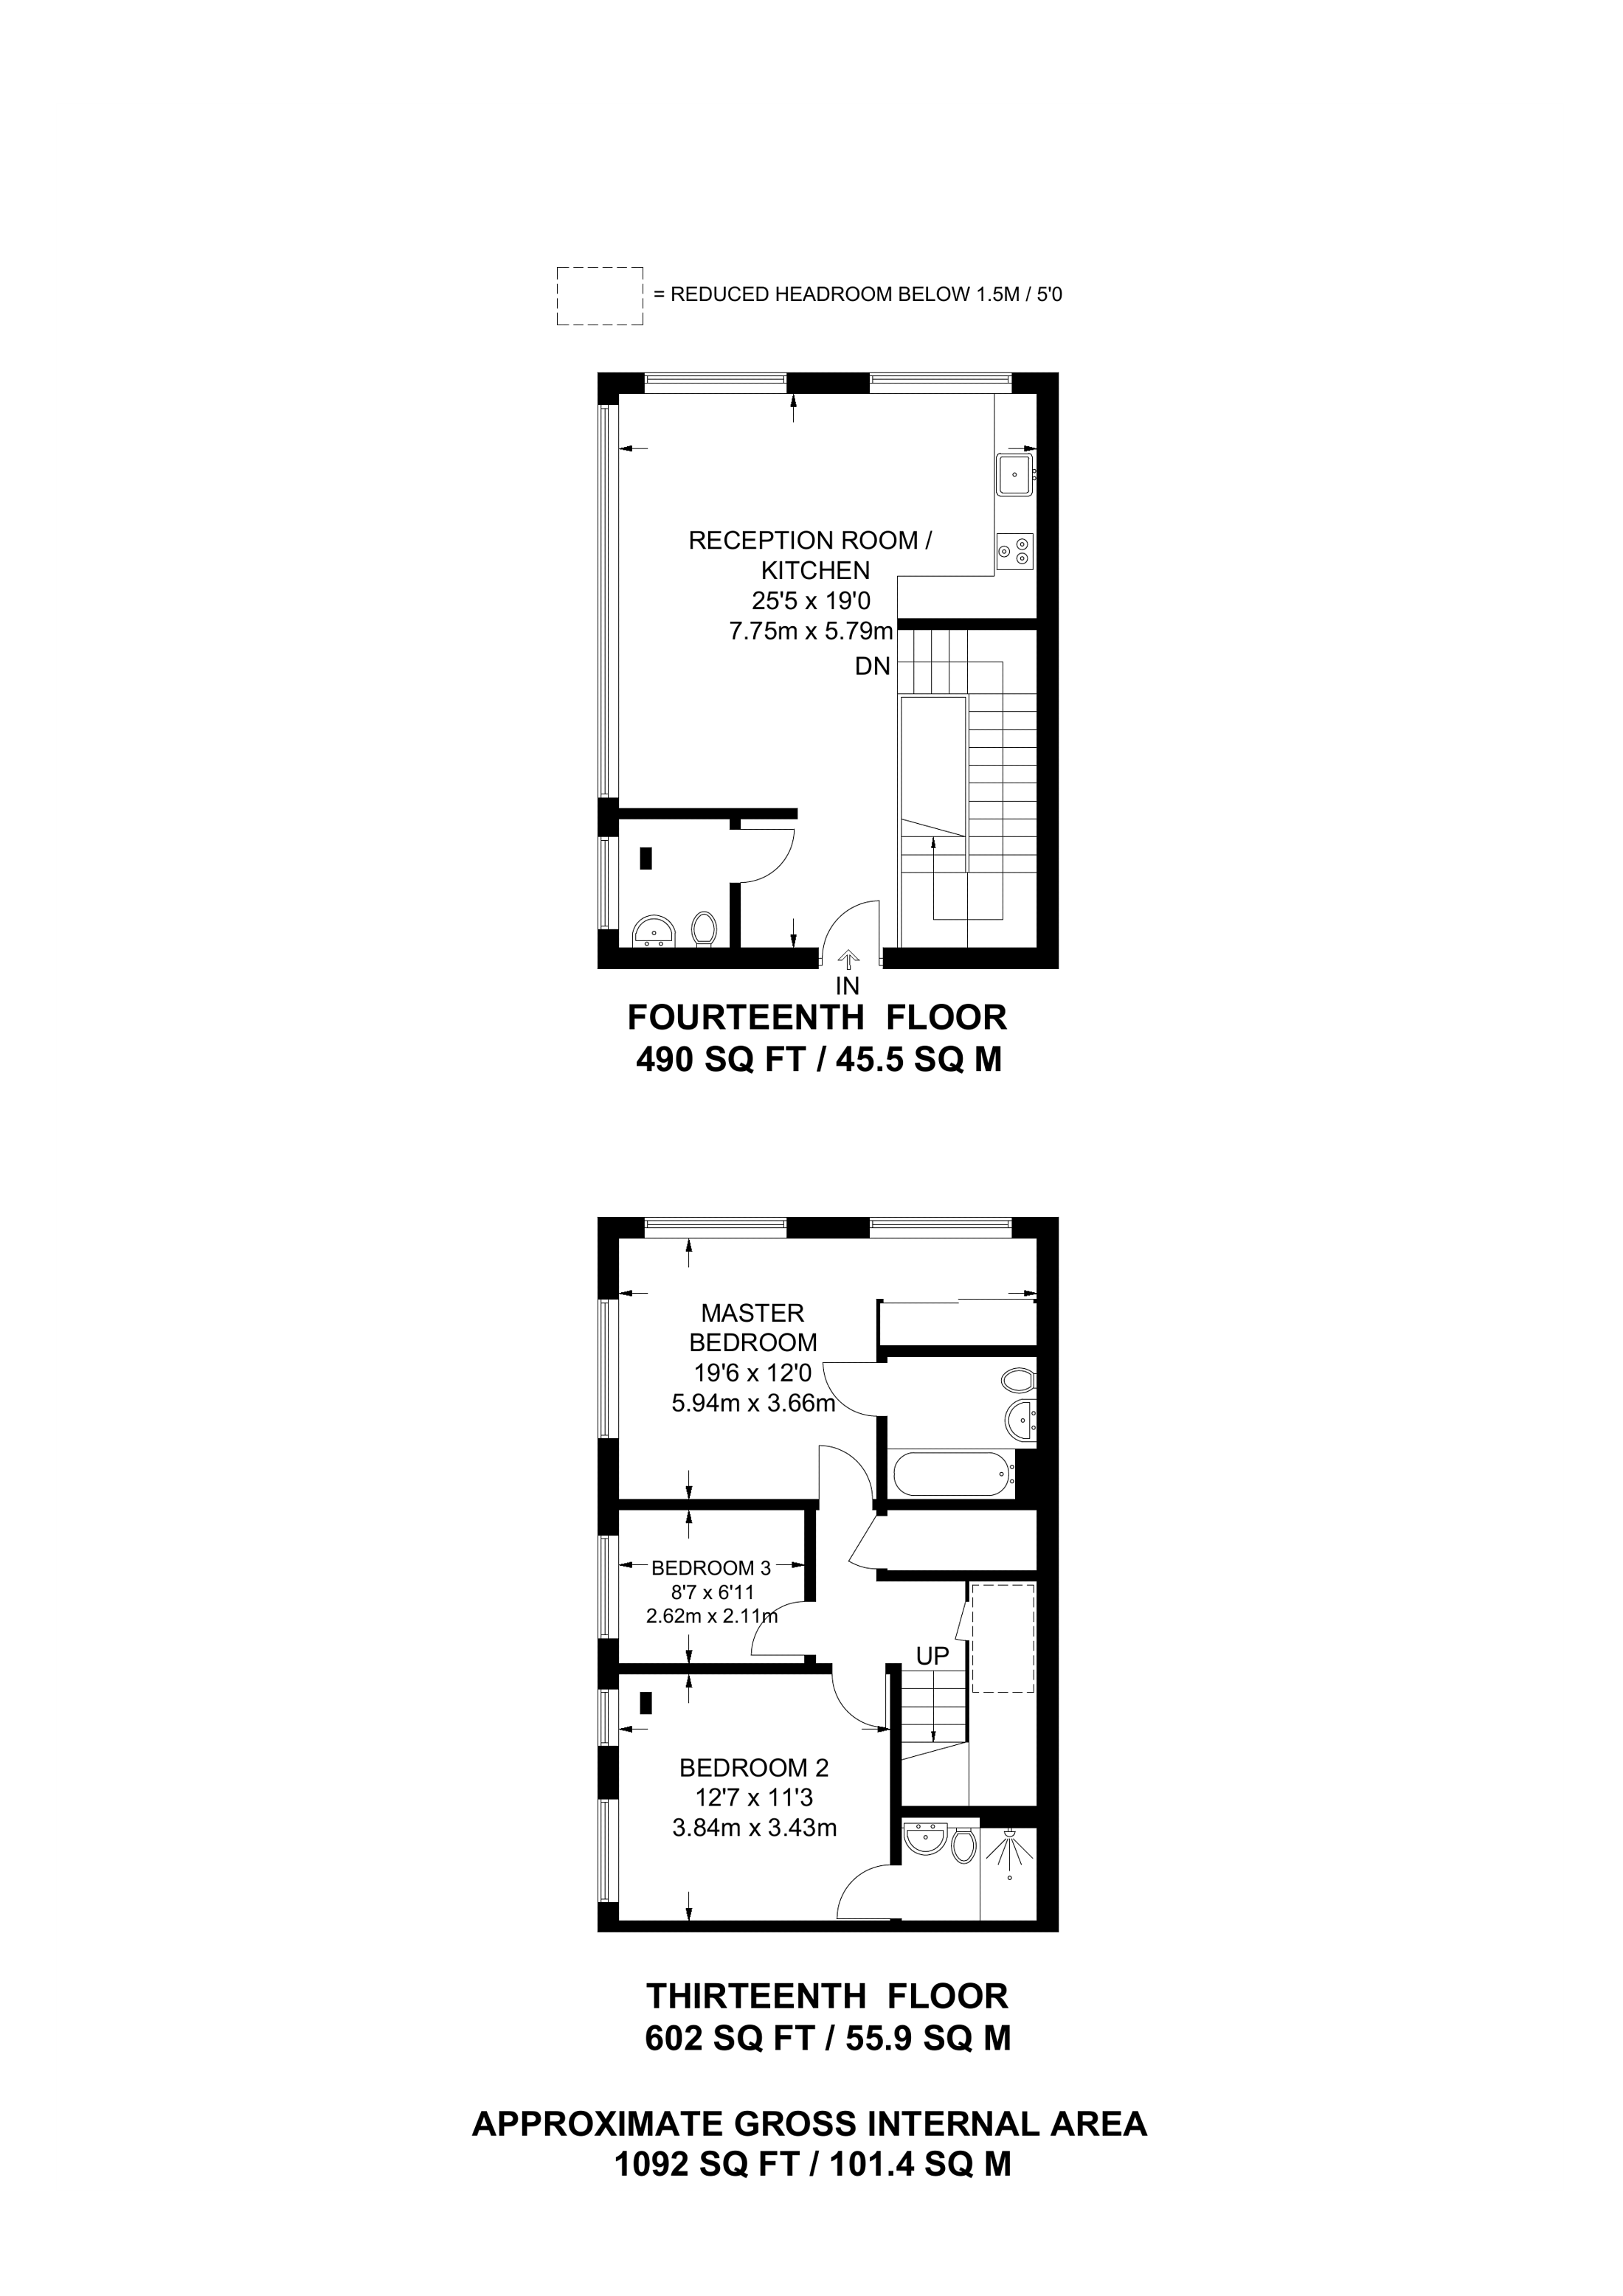 = REDUCED HEADROOM BELOW 1.5M / 5'0
RECEPTION ROOM /
KITCHEN
25'5 x 19'0
7.75m x 5.79m
DN
IN
FOURTEENTH FLOOR
490 SQ FT / 45.5 SQ M
MASTER
BEDROOM
19'6 x 12'0
5.94m x 3.66m
BEDROOM 3
8'7 x 6'11
2.62m x 2.11m
UP
BEDROOM 2
12'7 x 11'3
3.84m x 3.43m
THIRTEENTH FLOOR
602 SQ FT / 55.9 SQ M
APPROXIMATE GROSS INTERNAL AREA
1092 SQ FT / 101.4 SQ M